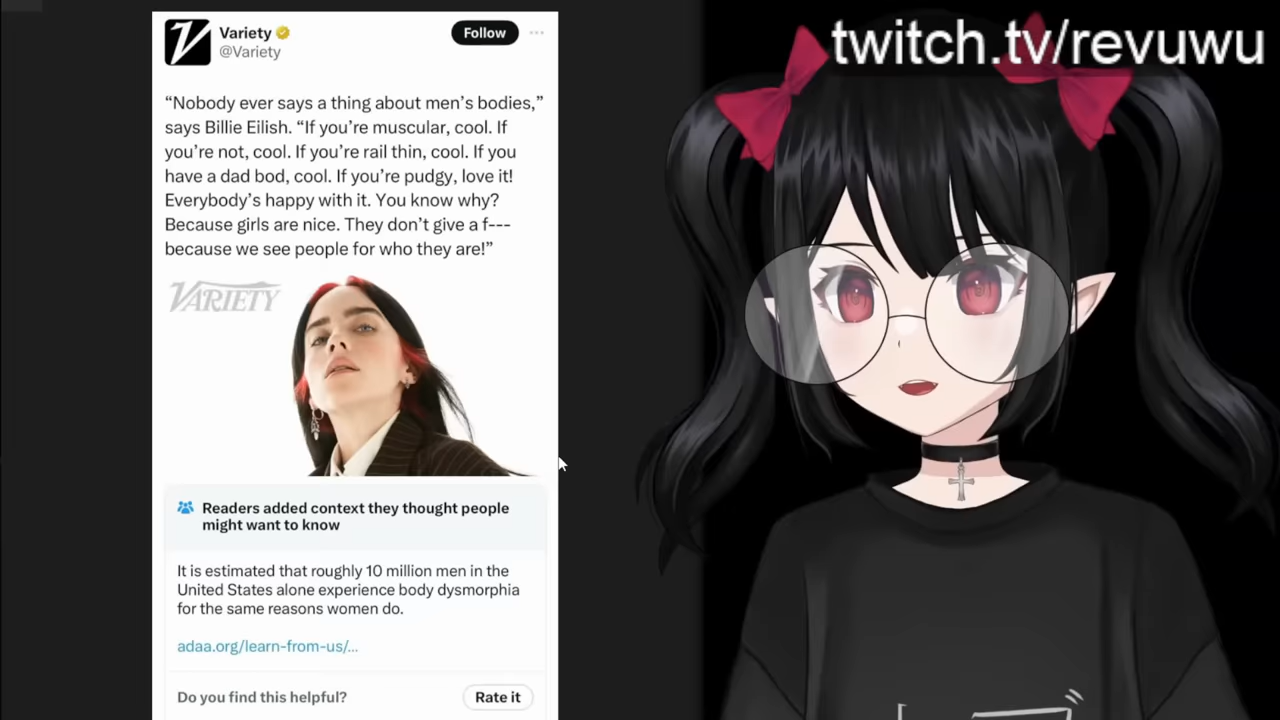 Variety
@Variety
Follow
“Nobody ever says a thing about men’s bodies,”
says Billie Eilish. “If you’re muscular, cool. If
you’re not, cool. If you’re rail thin, cool. If you
have a dad bod, cool. If you’re pudgy, love it!
Everybody’s happy with it. You know why?
Because girls are nice. They don’t give a f---
because we see people for who they are!”
VARIETY
Readers added context they thought people
might want to know
It is estimated that roughly 10 million men in the
United States alone experience body dysmorphia
for the same reasons women do.
adaa.org/learn-from-us/...
Do you find this helpful?
Rate it
twitch.tv/revuwu